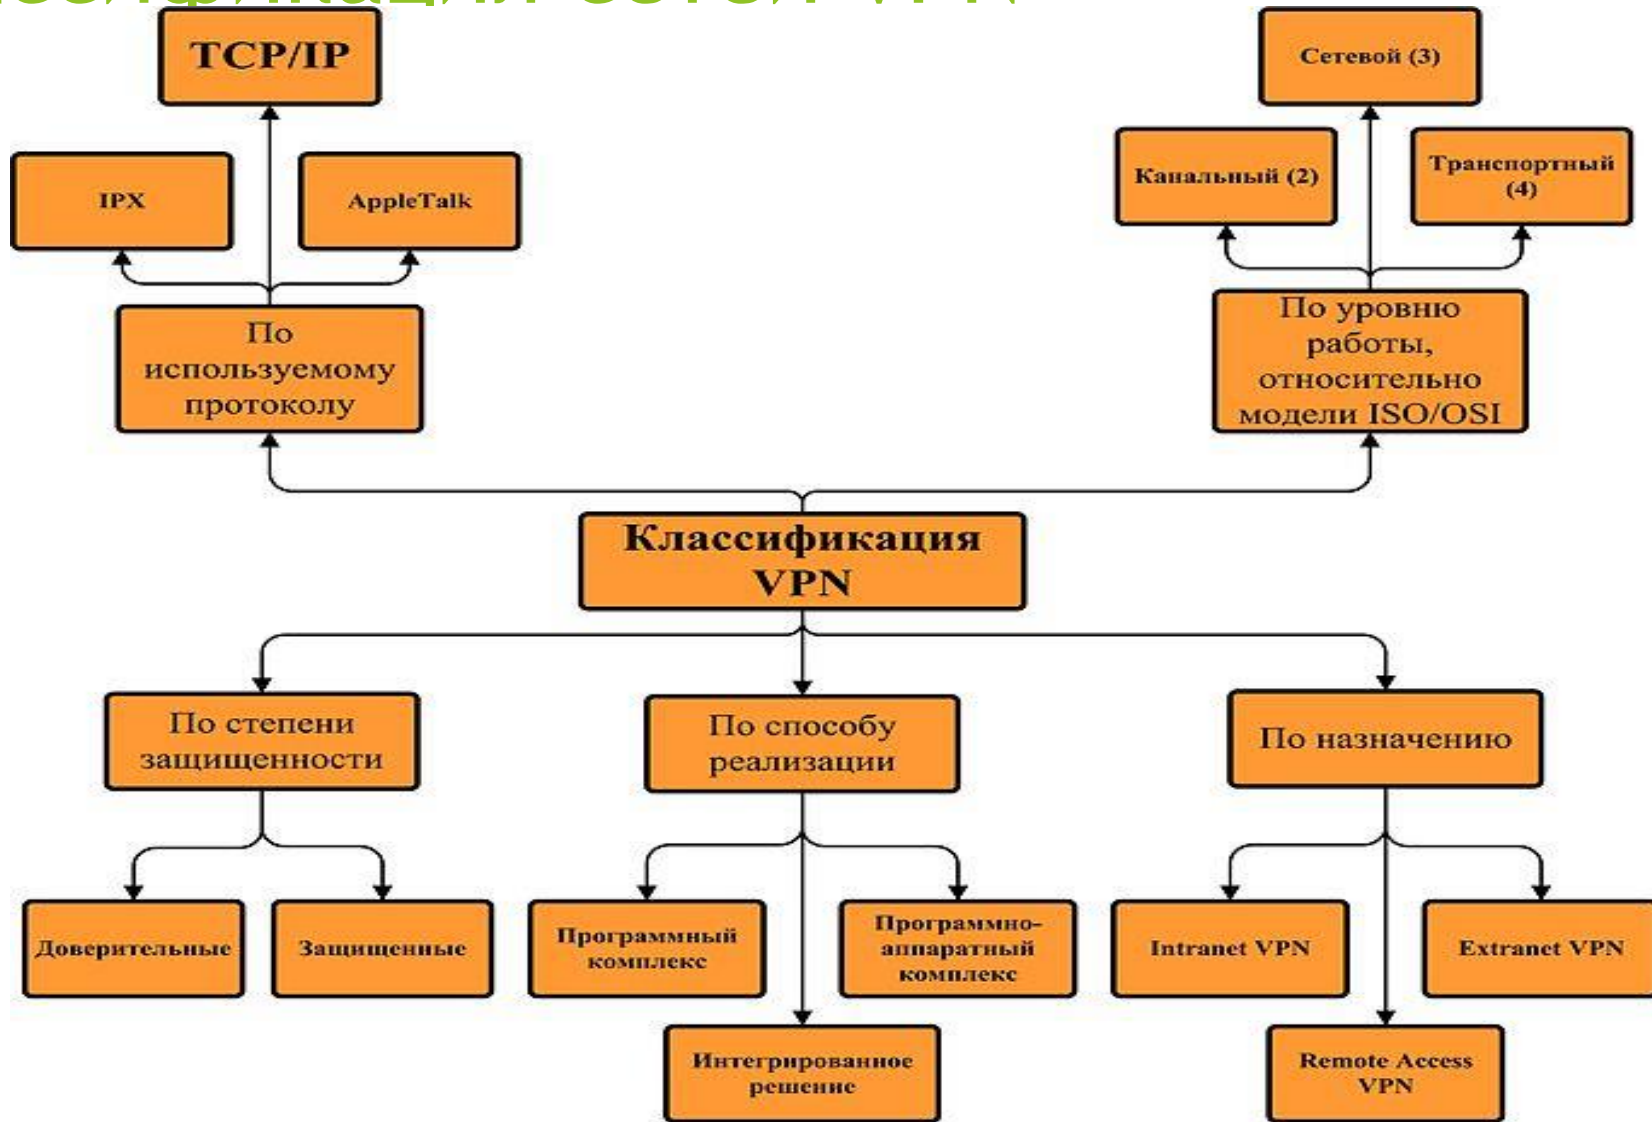 TCP/IP
Сетевой (3)
IPX
AppleTalk
Канальный (2)
Транспортный
(4)
По
используемому
протоколу
По уровню
работы,
относительно
модели ISO/OSI
Классификация
VPN
По степени
защищенности
По способу
реализации
По назначению
Доверительные
Защищенные
Программный
комплекс
Программно-
аппаратный
комплекс
Intranet VPN
Extranet VPN
Интегрированное
решение
Remote Access
VPN